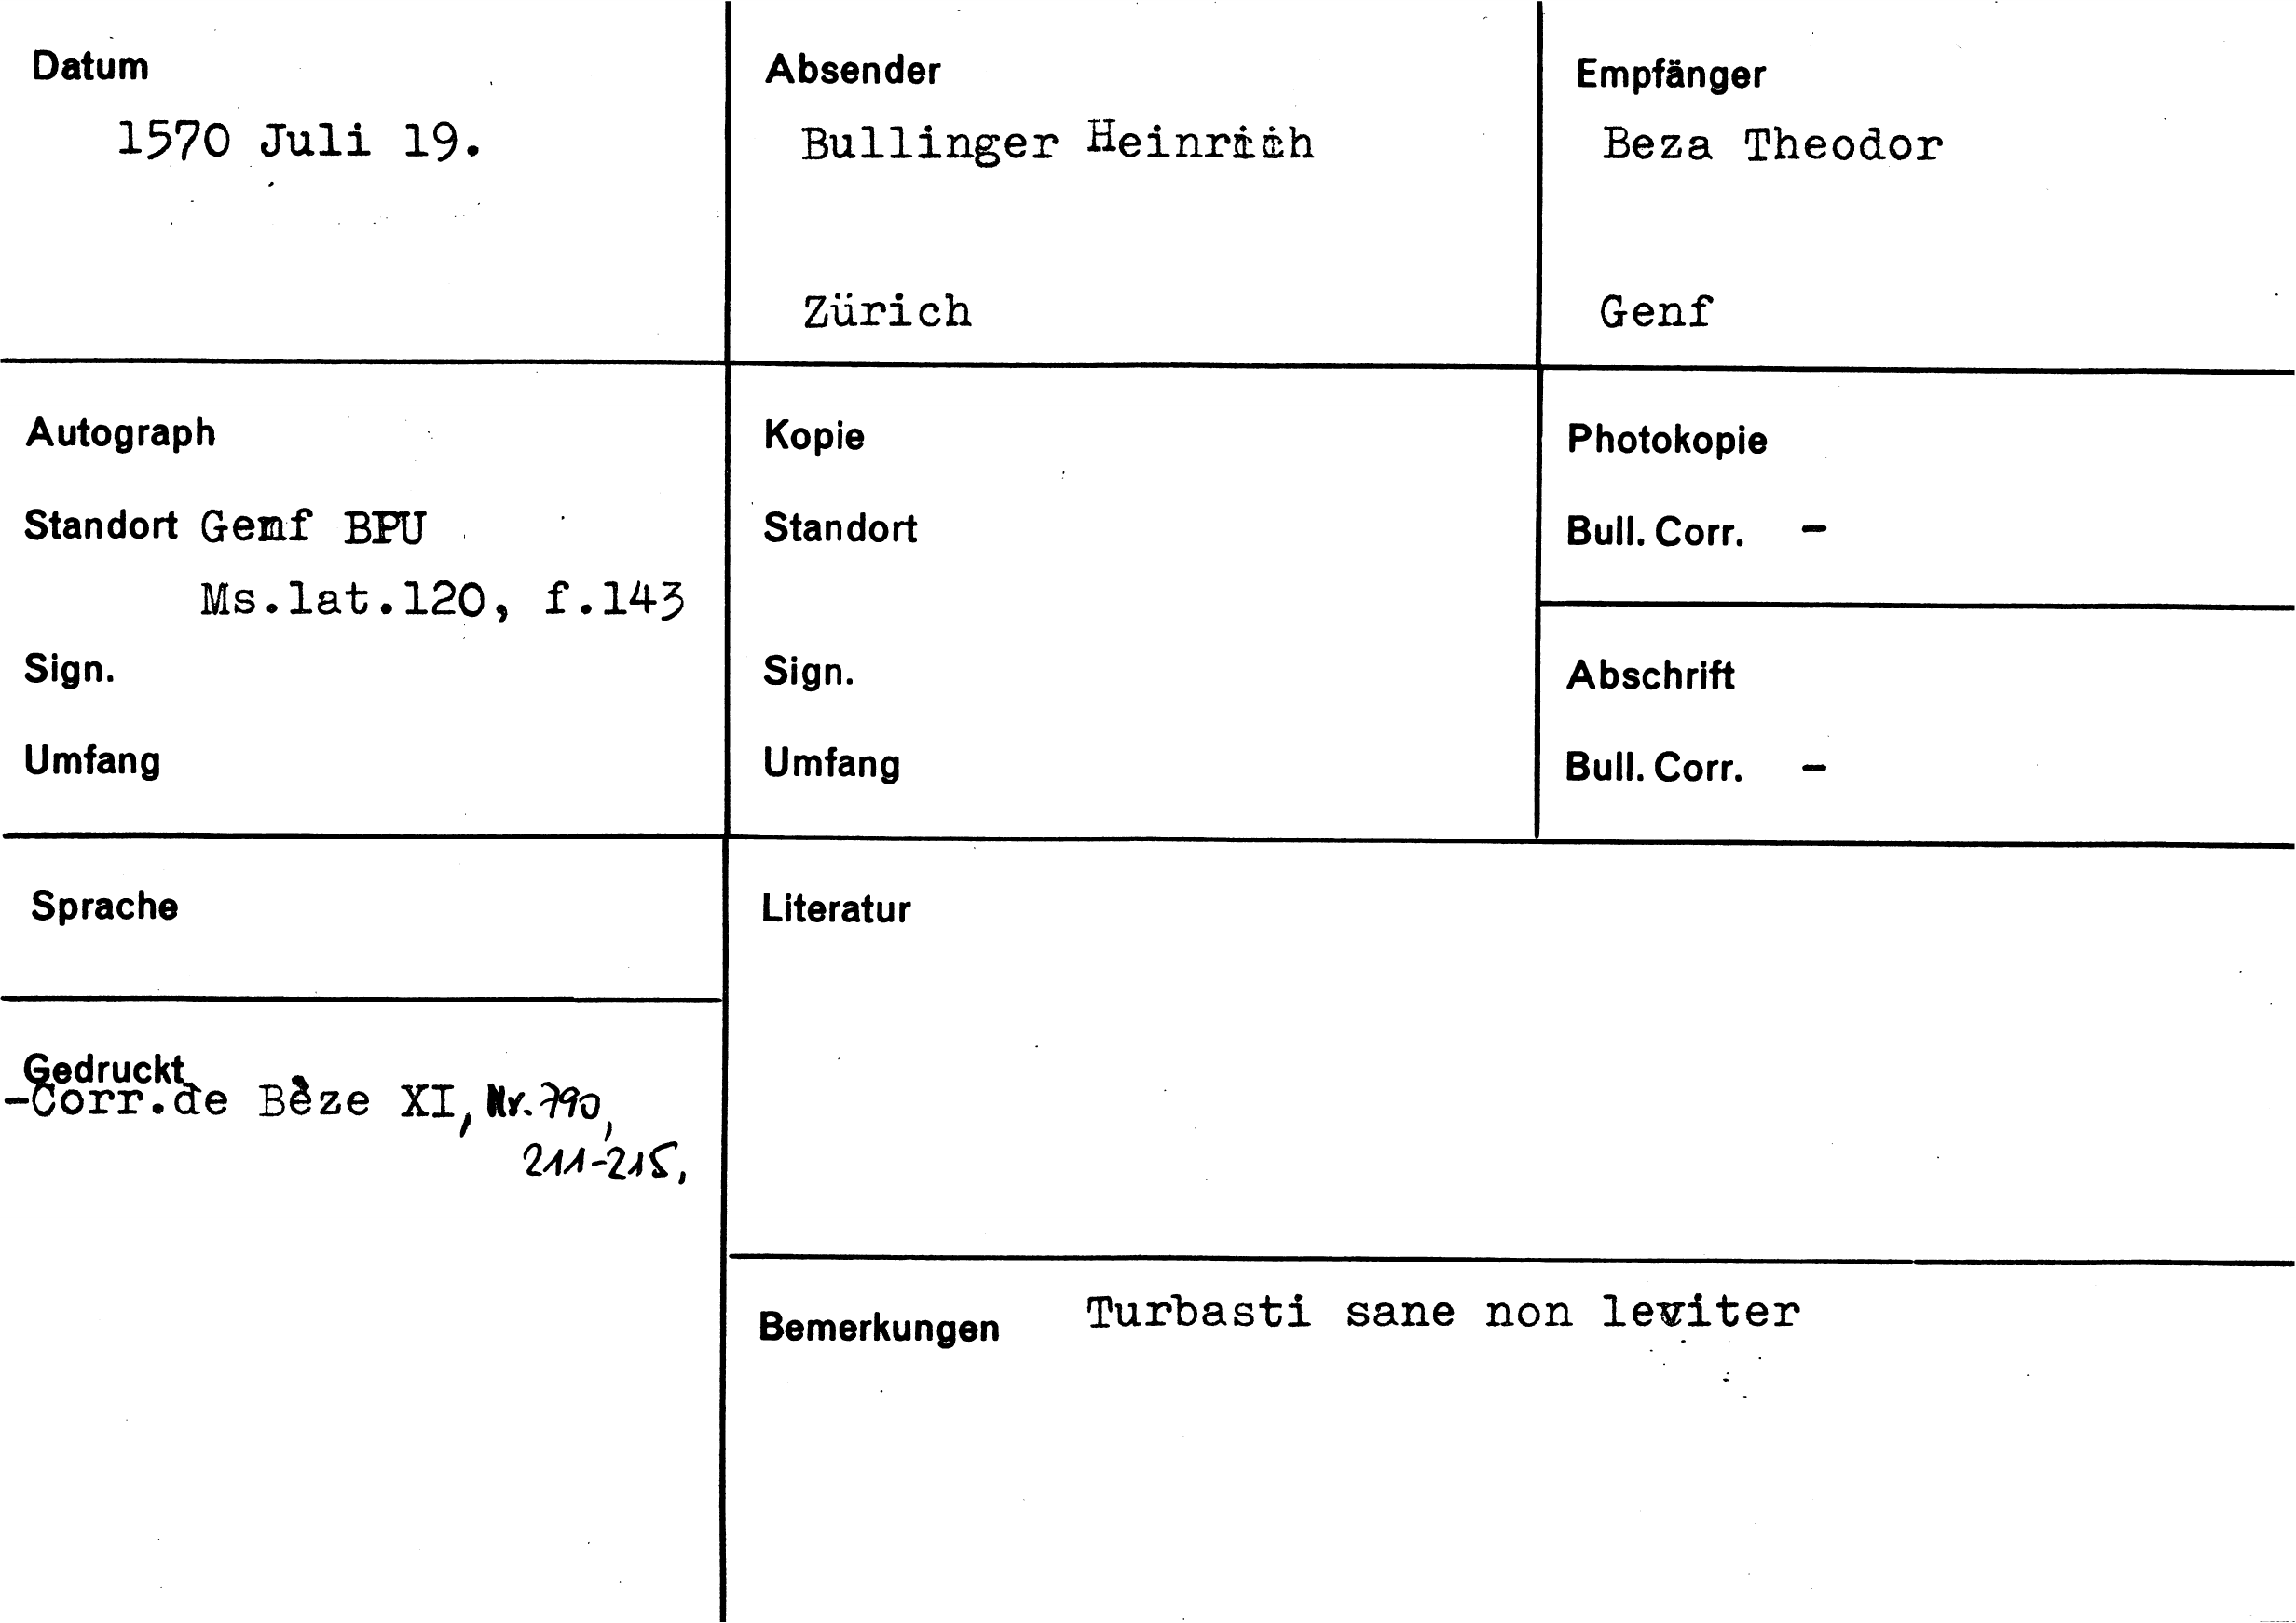 Datum
1570 Juli 19.
Absender
Bullinger Heinrich
Zürich
Empfänger
Beza Theodor
Genf
Autograph
Standort Genf BPU
Ms.lat.120, f.143
Sign.
Umfang
Kopie
Standort
Sign.
Umfang
Photokopie
Bull. Corr. -
Abschrift
Bull. Corr. -
Sprache
Gedruckt
-Corr.de Bèze XI, Nr. 790,
211-215.
Literatur
Bemerkungen Turbasti sane non leviter